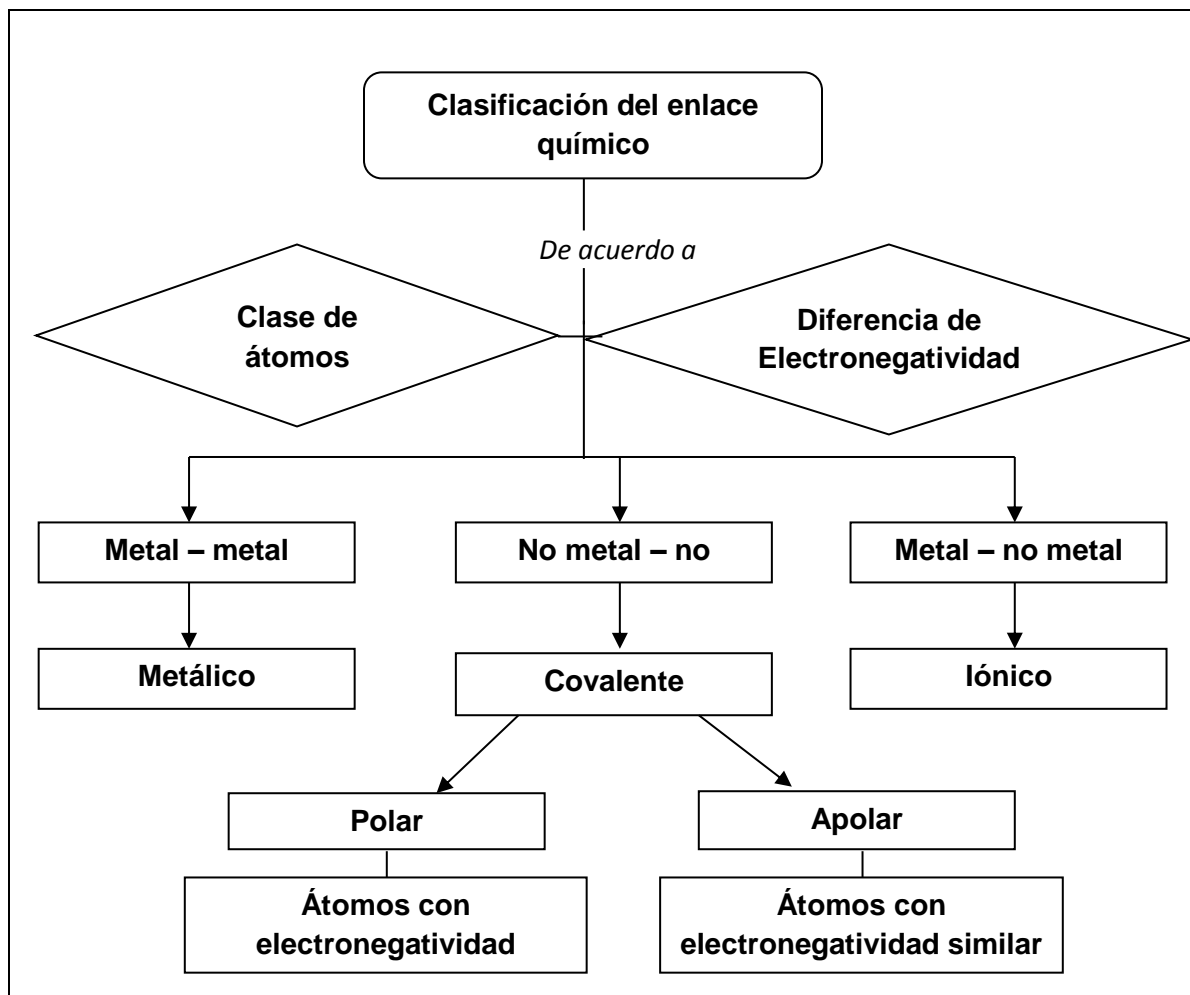 Clasificación del enlace
químico
De acuerdo a
Clase de
átomos
Diferencia de
Electronegatividad
Metal – metal
No metal – no
Metal – no metal
Metálico
Covalente
Iónico
Polar
Apolar
Átomos con
electronegatividad
Átomos con
electronegatividad similar